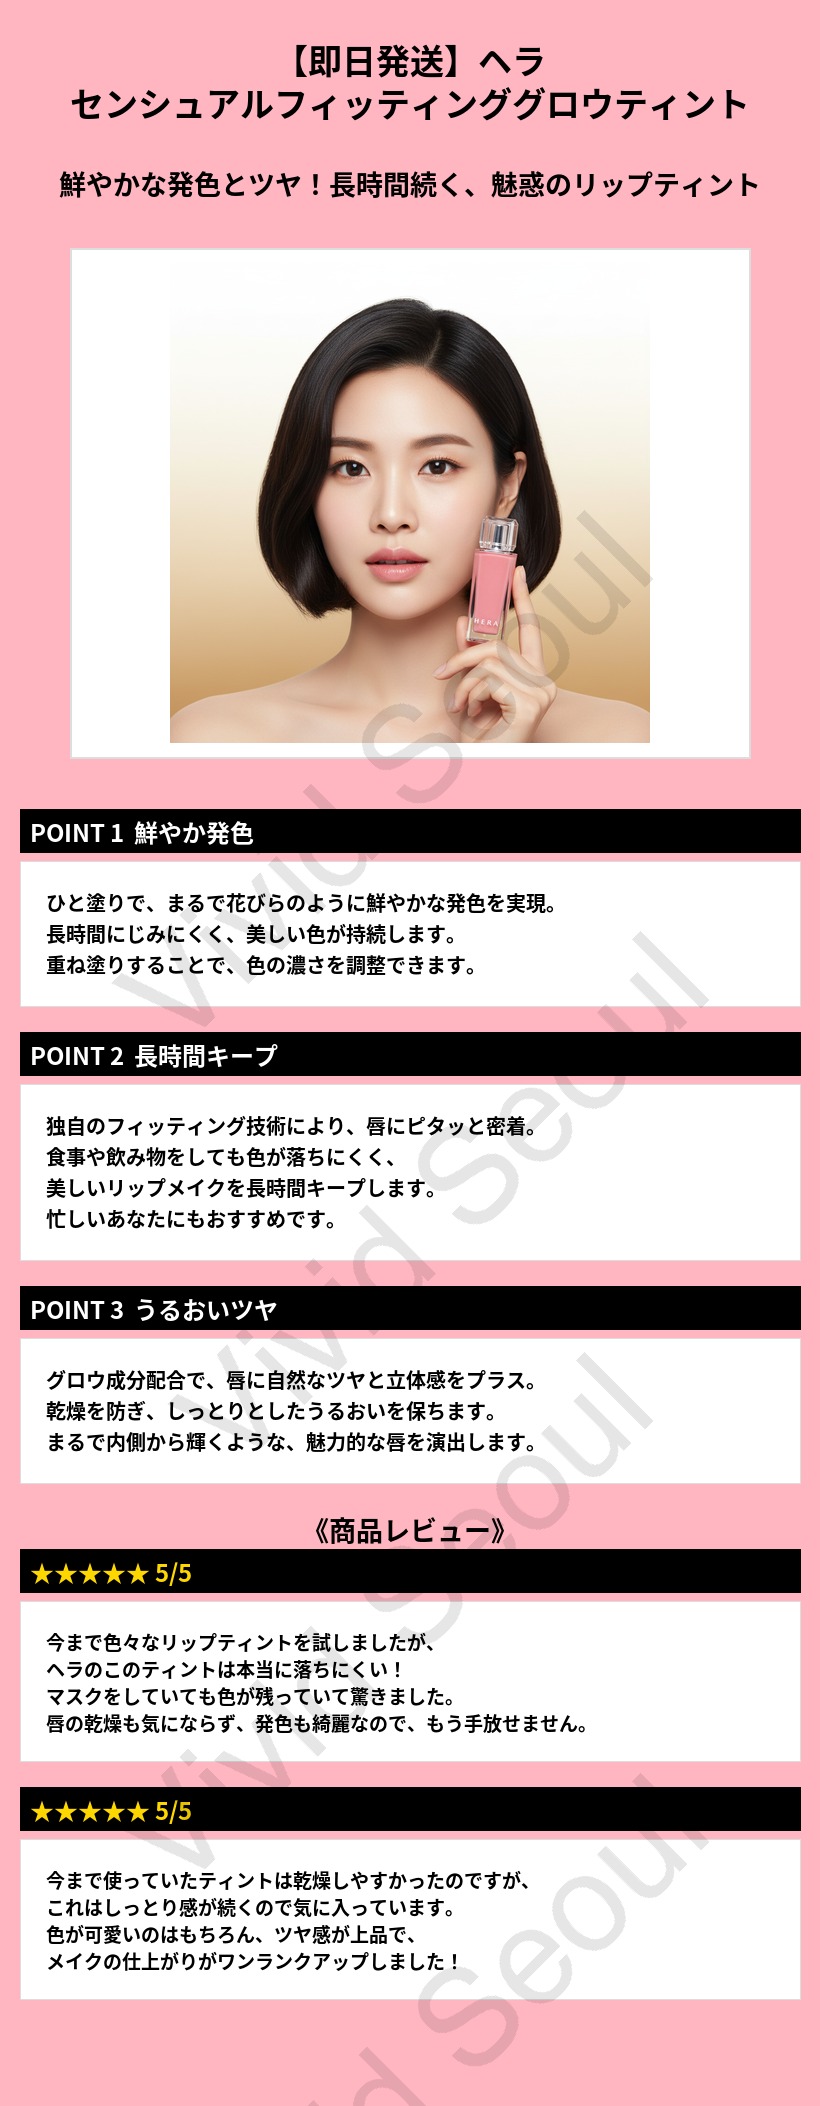 【即日発送】ヘラ
センシュアルフィッティンググロウティント
鮮やかな発色とツヤ！長時間続く、魅惑のリップティント
HERA
POINT 1 鮮やか発色
ひと塗りで、まるで花びらのように鮮やかな発色を実現。
長時間にじみにくく、美しい色が持続します。
重ね塗りすることで、色の濃さを調整できます。
POINT 2 長時間キープ
独自のフィッティング技術により、唇にピタッと密着。
食事や飲み物をしても色が落ちにくく、
美しいリップメイクを長時間キープします。
忙しいあなたにもおすすめです。
POINT 3 うるおいツヤ
グロウ成分配合で、唇に自然なツヤと立体感をプラス。
乾燥を防ぎ、しっとりとしたうるおいを保ちます。
まるで内側から輝くような、魅力的な唇を演出します。
《商品レビュー》
★★★★★ 5/5
今まで色々なリップティントを試しましたが、
ヘラのこのティントは本当に落ちにくい！
マスクをしていても色が残っていて驚きました。
唇の乾燥も気にならず、発色も綺麗なので、もう手放せません。
★★★★★ 5/5
今まで使っていたティントは乾燥しやすかったのですが、
これはしっとり感が続くので気に入っています。
色が可愛いのはもちろん、ツヤ感が上品で、
メイクの仕上がりがワンランクアップしました！
Vivid Seoul
Vivid Seoul
Vivid Seoul
Vivid Seoul